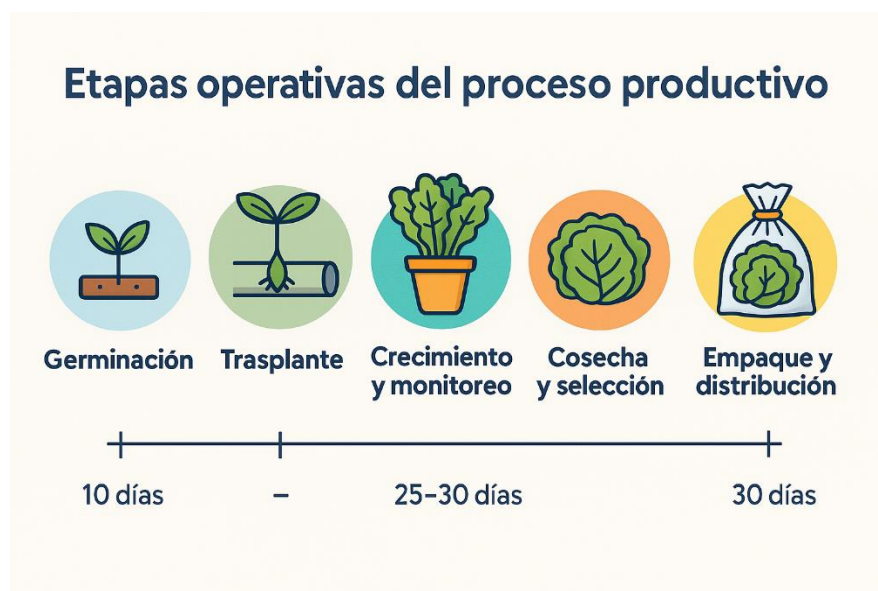 Etapas operativas del proceso productivo
Germinación
Trasplante
Crecimiento
y monitoreo
Cosecha
y selección
Empaque y
distribución
10 días
–
25–30 días
30 días